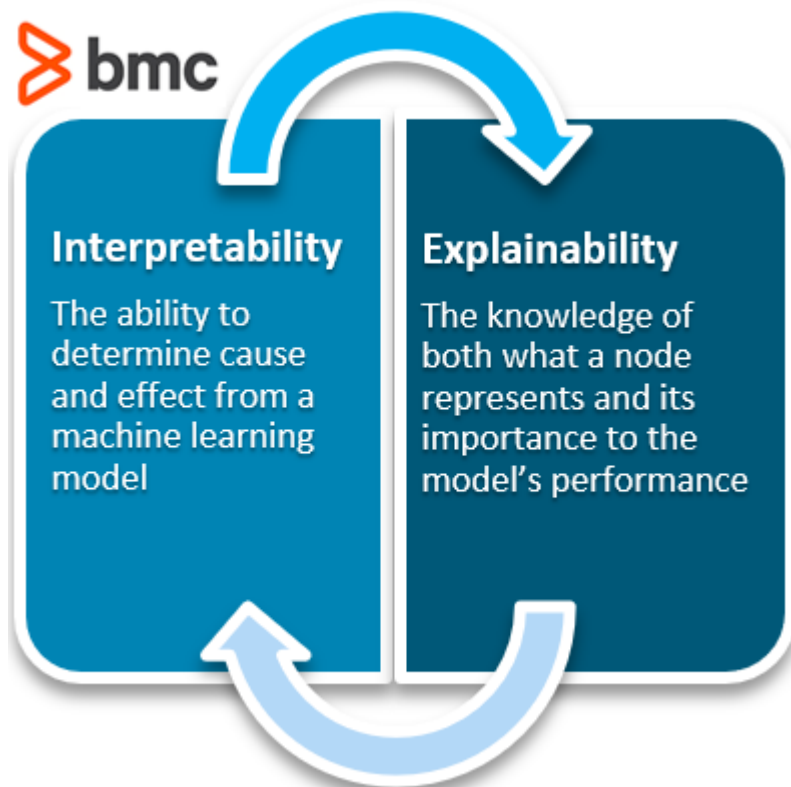 bmc
Interpretability
The ability to
determine cause
and effect from a
machine learning
model
Explainability
The knowledge of
both what a node
represents and its
importance to the
model’s performance